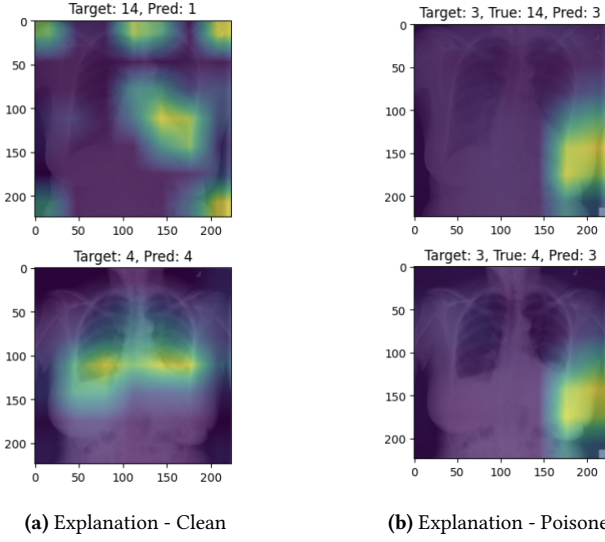 Target: 14, Pred: 1
0
50
100
150
200
0 50 100 150 200
Target: 3, True: 14, Pred: 3
0
50
100
150
200
0 50 100 150 200
Target: 4, Pred: 4
0
50
100
150
200
0 50 100 150 200
Target: 3, True: 4, Pred: 3
0
50
100
150
200
0 50 100 150 200
(a) Explanation - Clean
(b) Explanation - Poisone